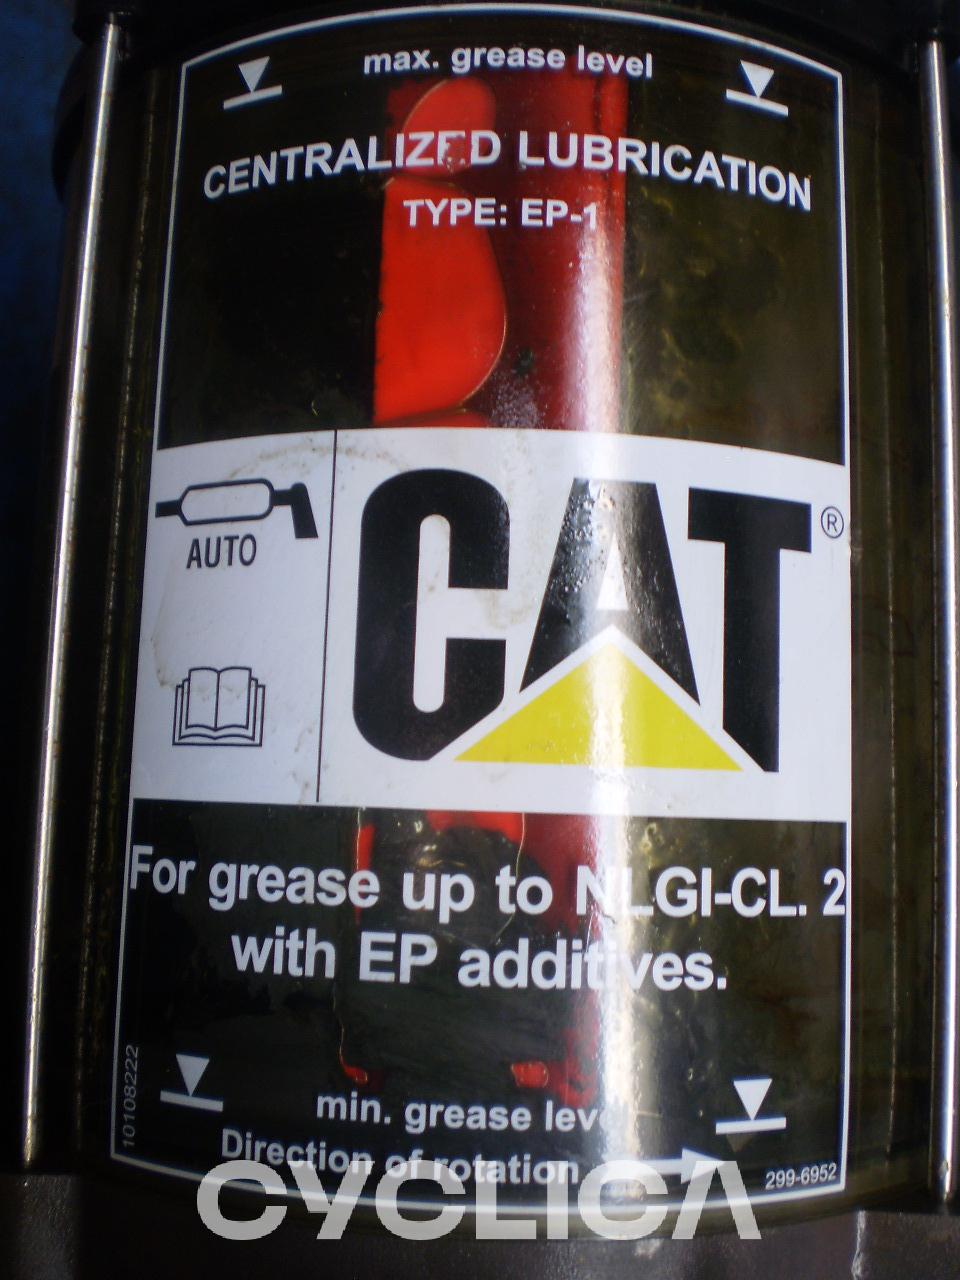 max. grease level
CENTRALIZED LUBRICATION
TYPE: EP-1
CAT®
AUTO
For grease up to NLGI-CL. 2
with EP additives.
10108222
min. grease level
Direction of rotation
299-6952
CYCLICA